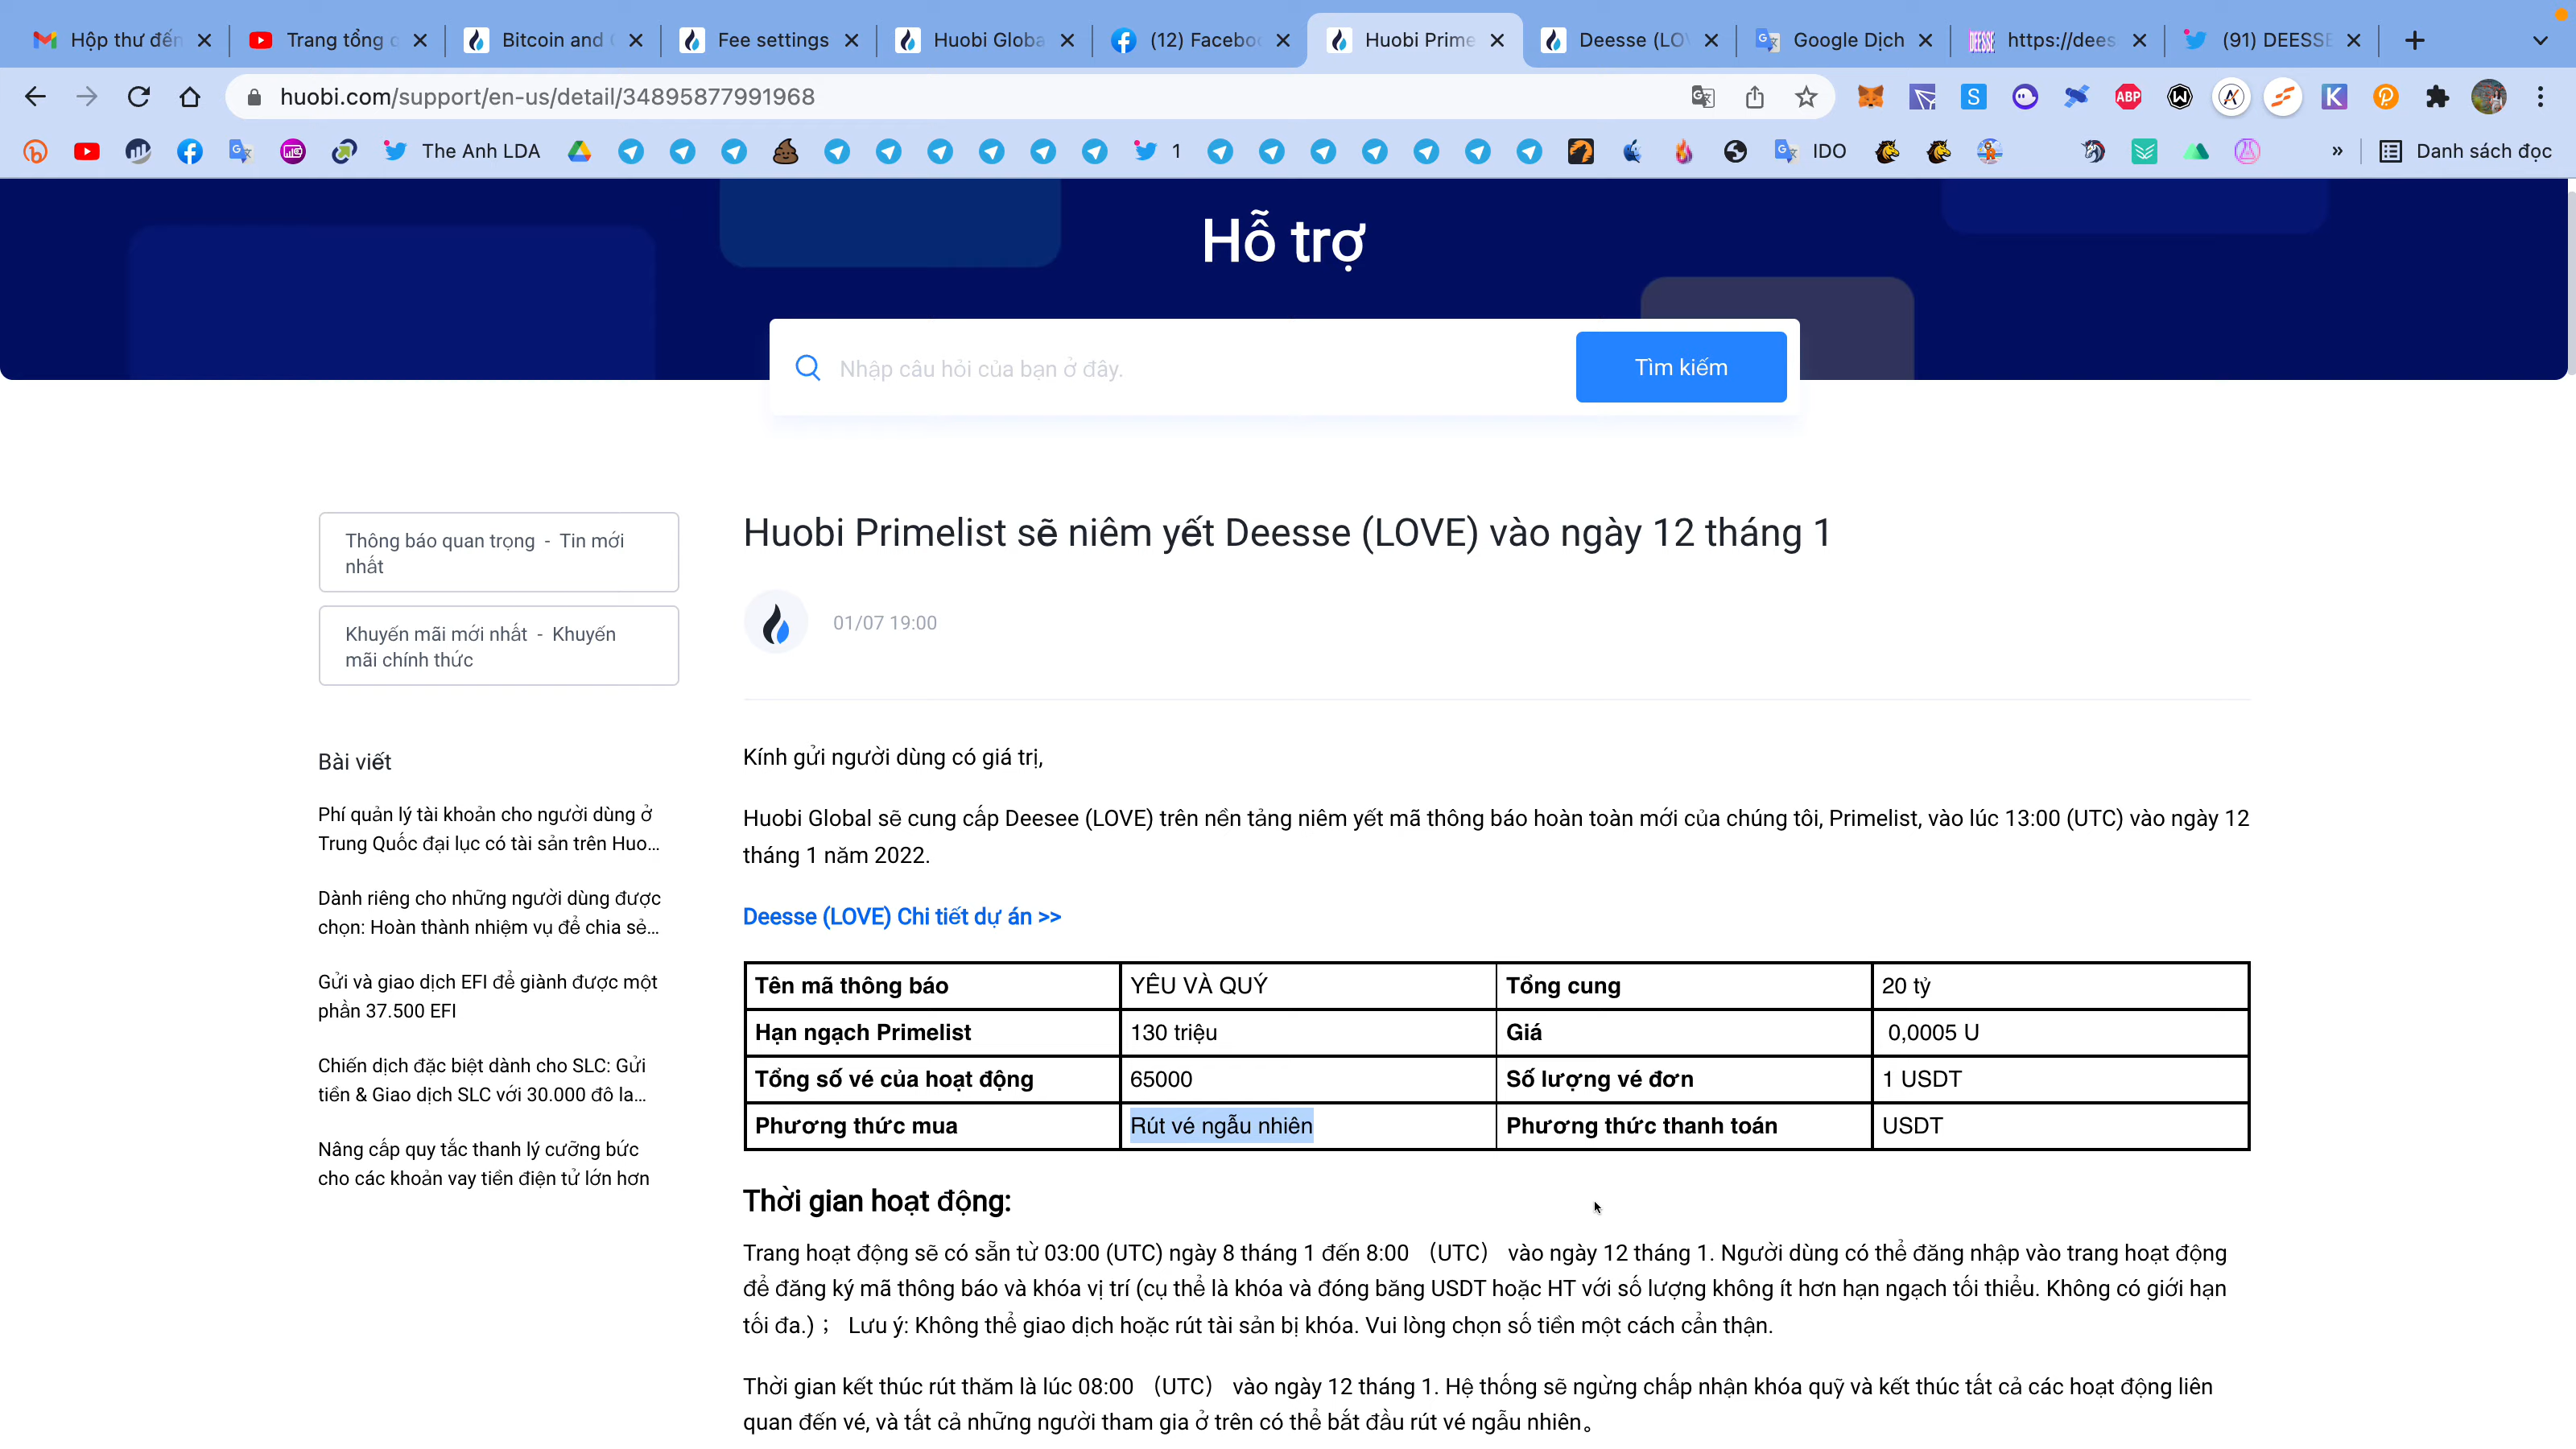 Hộp thư đến
Trang tổng q
Bitcoin and
Fee settings
Huobi Globa
(12) Faceboo
Huobi Prime
Deesse (LOV
Google Dịch
https://dees
(91) DEESSE
huobi.com/support/en-us/detail/34895877991968
The Anh LDA
1
IDO
»
Danh sách đọc
Hỗ trợ
Nhập câu hỏi của bạn ở đây.
Tìm kiếm
Thông báo quan trọng - Tin mới
nhất
Khuyến mãi mới nhất - Khuyến
mãi chính thức
Bài viết
Phí quản lý tài khoản cho người dùng ở
Trung Quốc đại lục có tài sản trên Huo...
Dành riêng cho những người dùng được
chọn: Hoàn thành nhiệm vụ để chia sẻ...
Gửi và giao dịch EFI để giành được một
phần 37.500 EFI
Chiến dịch đặc biệt dành cho SLC: Gửi
tiền & Giao dịch SLC với 30.000 đô la...
Nâng cấp quy tắc thanh lý cưỡng bức
cho các khoản vay tiền điện tử lớn hơn
Huobi Primelist sẽ niêm yết Deesse (LOVE) vào ngày 12 tháng 1
01/07 19:00
Kính gửi người dùng có giá trị,
Huobi Global sẽ cung cấp Deesee (LOVE) trên nền tảng niêm yết mã thông báo hoàn toàn mới của chúng tôi, Primelist, vào lúc 13:00 (UTC) vào ngày 12
tháng 1 năm 2022.
Deesse (LOVE) Chi tiết dự án >>
Tên mã thông báo YÊU VÀ QUÝ Tổng cung 20 tỷ
Hạn ngạch Primelist 130 triệu Giá 0,0005 U
Tổng số vé của hoạt động 65000 Số lượng vé đơn 1 USDT
Phương thức mua Rút vé ngẫu nhiên Phương thức thanh toán USDT
Thời gian hoạt động:
Trang hoạt động sẽ có sẵn từ 03:00 (UTC) ngày 8 tháng 1 đến 8:00 （UTC） vào ngày 12 tháng 1. Người dùng có thể đăng nhập vào trang hoạt động
để đăng ký mã thông báo và khóa vị trí (cụ thể là khóa và đóng băng USDT hoặc HT với số lượng không ít hơn hạn ngạch tối thiểu. Không có giới hạn
tối đa.)； Lưu ý: Không thể giao dịch hoặc rút tài sản bị khóa. Vui lòng chọn số tiền một cách cẩn thận.
Thời gian kết thúc rút thăm là lúc 08:00 （UTC） vào ngày 12 tháng 1. Hệ thống sẽ ngừng chấp nhận khóa quỹ và kết thúc tất cả các hoạt động liên
quan đến vé, và tất cả những người tham gia ở trên có thể bắt đầu rút vé ngẫu nhiên。